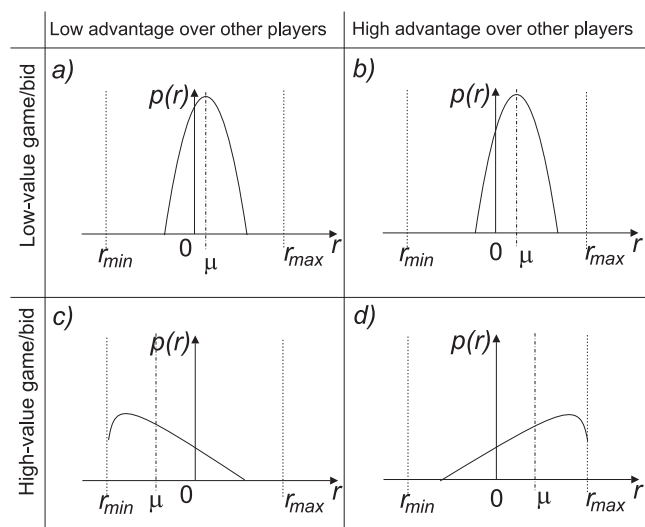 Low advantage over other players
High advantage over other players
Low-value game/bid
a)
p(r)
r_min
0
μ
r_max
r
b)
p(r)
r_min
0
μ
r_max
r
High-value game/bid
c)
p(r)
r_min
μ
0
r_max
r
d)
p(r)
r_min
0
μ
r_max
r